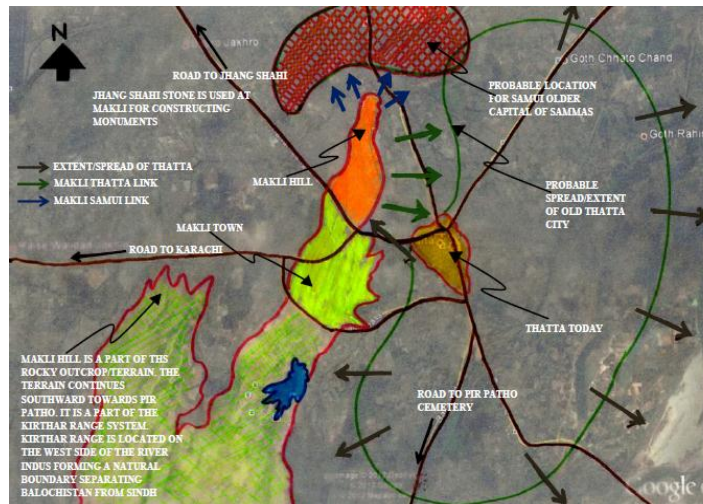 N
ROAD TO JHANG SHAHI
JHANG SHAHI STONE IS USED AT
MAKLI FOR CONSTRUCTING
MONUMENTS
PROBABLE LOCATION
FOR SAMUI OLDER
CAPITAL OF SAMMAS
Goth Chhato Chand
EXTENT/SPREAD OF THATTA
MAKLI THATTA LINK
MAKLI SAMUI LINK
MAKLI HILL
PROBABLE
SPREAD/EXTENT
OF OLD THATTA
CITY
MAKLI TOWN
ROAD TO KARACHI
THATTA TODAY
MAKLI HILL IS A PART OF THS
ROCKY OUTCROP/TERRAIN. THE
TERRAIN CONTINUES
SOUTHWARD TOWARDS PIR
PATHO. IT IS A PART OF THE
KIRTHAR RANGE SYSTEM.
KIRTHAR RANGE IS LOCATED ON
THE WEST SIDE OF THE RIVER
INDUS FORMING A NATURAL
BOUNDARY SEPARATING
BALOCHISTAN FROM SINDH
ROAD TO PIR PATHO
CEMETERY
Google